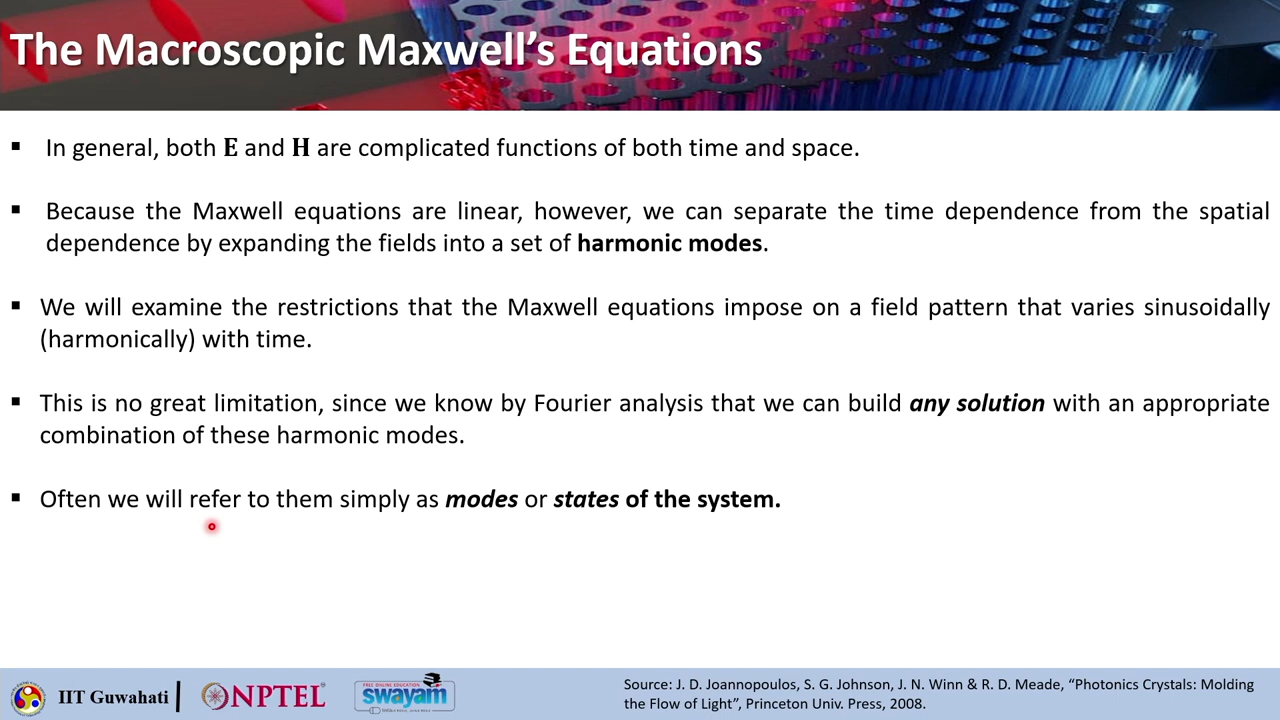 The Macroscopic Maxwell's Equations
▪ In general, both E and H are complicated functions of both time and space.
▪ Because the Maxwell equations are linear, however, we can separate the time dependence from the spatial
dependence by expanding the fields into a set of harmonic modes.
▪ We will examine the restrictions that the Maxwell equations impose on a field pattern that varies sinusoidally
(harmonically) with time.
▪ This is no great limitation, since we know by Fourier analysis that we can build any solution with an appropriate
combination of these harmonic modes.
▪ Often we will refer to them simply as modes or states of the system.
IIT Guwahati
NPTEL
FREE ONLINE EDUCATION
swayam
Source: J. D. Joannopoulos, S. G. Johnson, J. N. Winn & R. D. Meade, “Photonics Crystals: Molding
the Flow of Light”, Princeton Univ. Press, 2008.